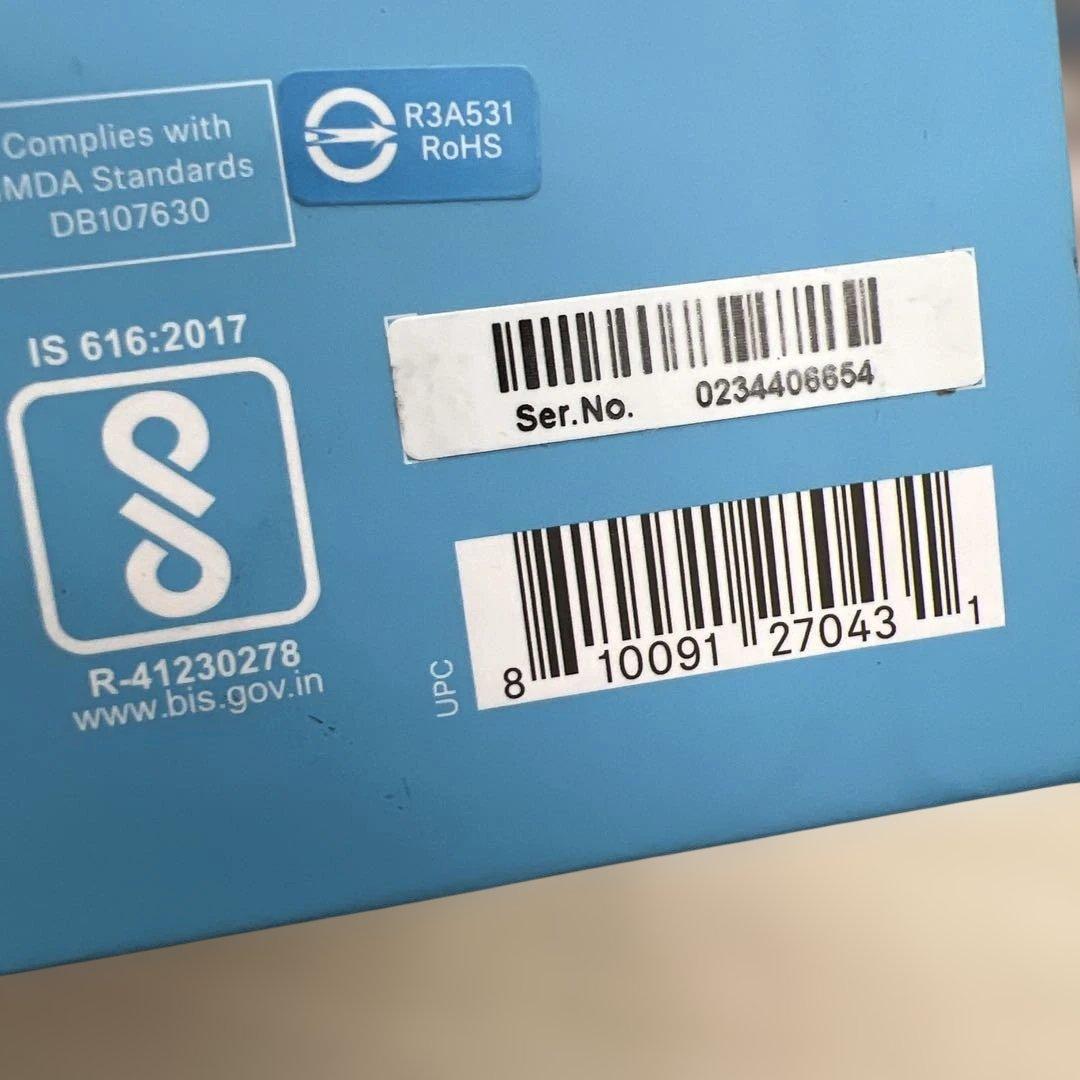 Complies with
IMDA Standards
DB107630
R3A531
RoHS
IS 616:2017
R-41230278
www.bis.gov.in
Ser.No. 0234406654
UPC
8 10091 27043 1